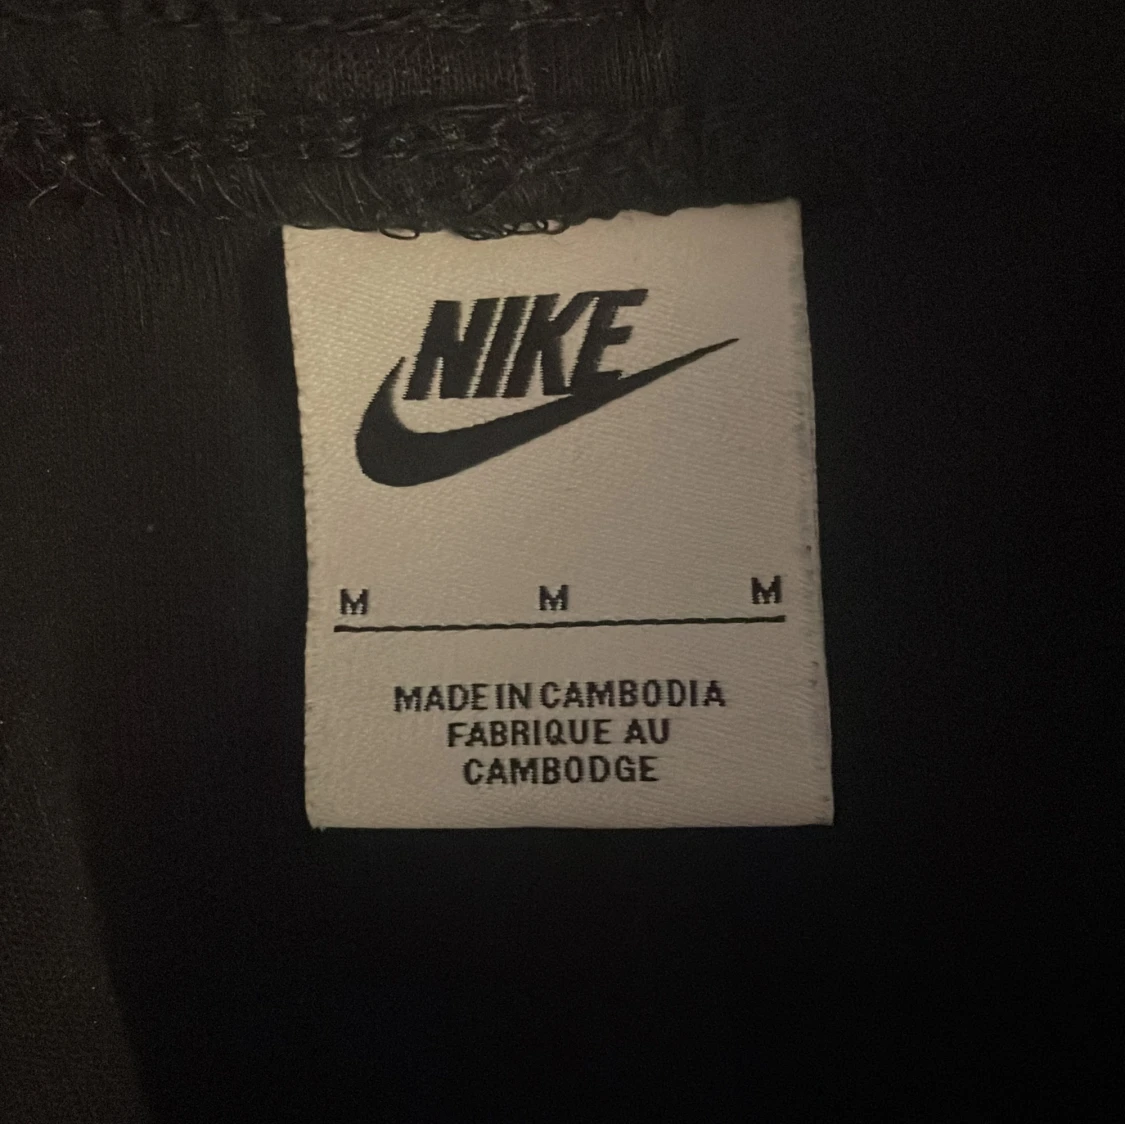 NIKE
M M M
MADE IN CAMBODIA
FABRIQUE AU
CAMBODGE